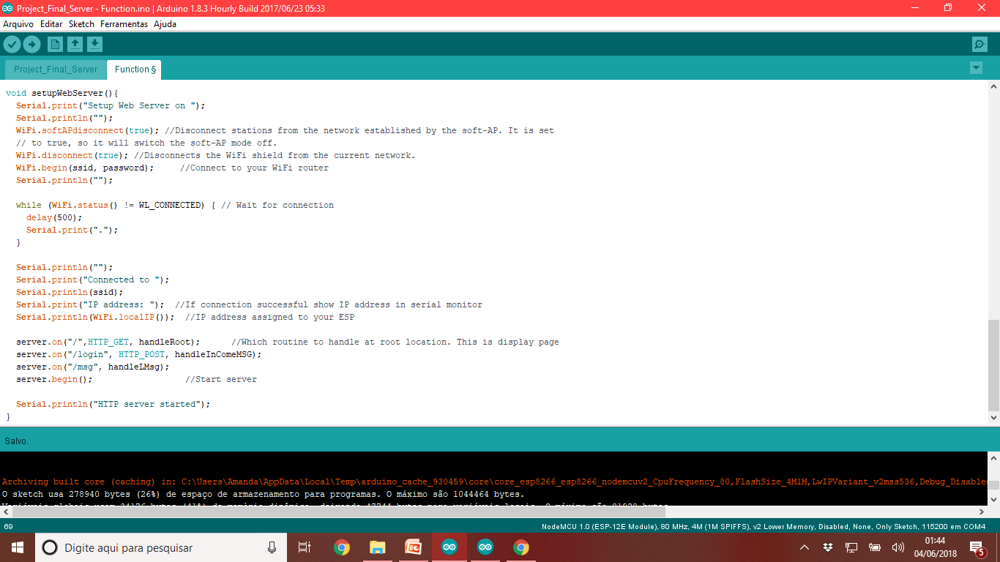 Project_Final_Server - Function.ino | Arduino 1.8.3 Hourly Build 2017/06/23 05:33
Arquivo Editar Sketch Ferramentas Ajuda
Project_Final_Server Function §
void setupWebServer(){
  Serial.print("Setup Web Server on ");
  Serial.println("");
  WiFi.softAPdisconnect(true); //Disconnect stations from the network established by the soft-AP. It is set
  // to true, so it will switch the soft-AP mode off.
  WiFi.disconnect(true); //Disconnects the WiFi shield from the current network.
  WiFi.begin(ssid, password);     //Connect to your WiFi router
  Serial.println("");
  while (WiFi.status() != WL_CONNECTED) { // Wait for connection
    delay(500);
    Serial.print(".");
  }
  Serial.println("");
  Serial.print("Connected to ");
  Serial.println(ssid);
  Serial.print("IP address: ");  //If connection successful show IP address in serial monitor
  Serial.println(WiFi.localIP());  //IP address assigned to your ESP
  server.on("/",HTTP_GET, handleRoot);      //Which routine to handle at root location. This is display page
  server.on("/login", HTTP_POST, handleInComeMSG);
  server.on("/msg", handleLMsg);
  server.begin();                  //Start server
  Serial.println("HTTP server started");
}
Salvo.
Archiving built core (caching) in: C:\Users\Amanda\AppData\Local\Temp\arduino_cache_930459\core\core_esp8266_esp8266_nodemcuv2_CpuFrequency_80,FlashSize_4M1M,LwIPVariant_v2mss536,Debug_Disable
O sketch usa 278940 bytes (26%) de espaço de armazenamento para programas. O máximo são 1044464 bytes.
69 NodeMCU 1.0 (ESP-12E Module), 80 MHz, 4M (1M SPIFFS), v2 Lower Memory, Disabled, None, Only Sketch, 115200 em COM4
Digite aqui para pesquisar
01:44
04/06/2018
5